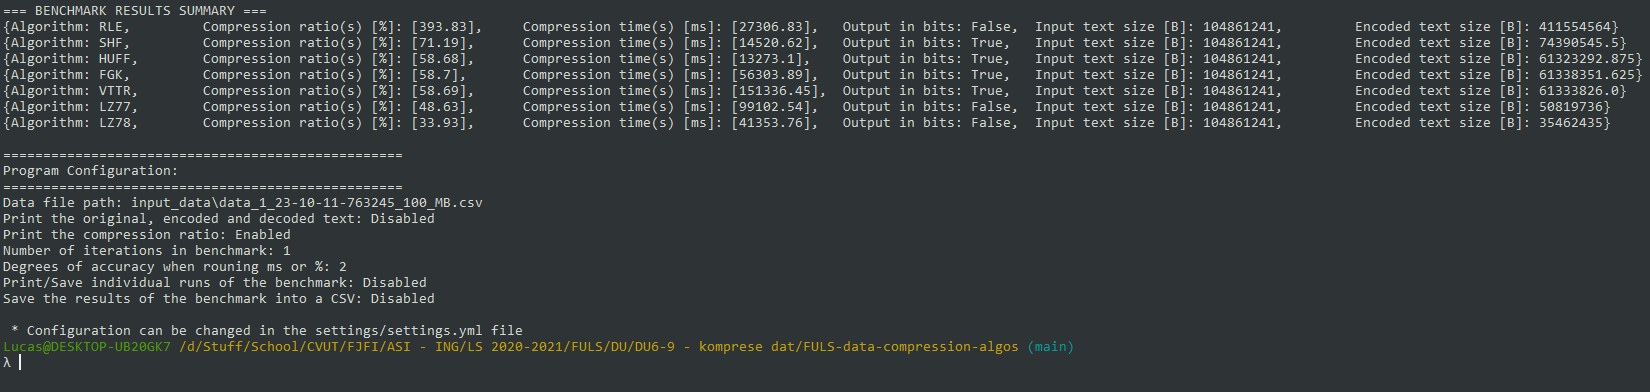 === BENCHMARK RESULTS SUMMARY ===
{Algorithm: RLE, Compression ratio(s) [%]: [393.83], Compression time(s) [ms]: [27306.83], Output in bits: False, Input text size [B]: 104861241, Encoded text size [B]: 411554564}
{Algorithm: SHF, Compression ratio(s) [%]: [71.19], Compression time(s) [ms]: [14520.62], Output in bits: True, Input text size [B]: 104861241, Encoded text size [B]: 74390545.5}
{Algorithm: HUFF, Compression ratio(s) [%]: [58.68], Compression time(s) [ms]: [13273.1], Output in bits: True, Input text size [B]: 104861241, Encoded text size [B]: 61323292.875}
{Algorithm: FGK, Compression ratio(s) [%]: [58.7], Compression time(s) [ms]: [56303.89], Output in bits: True, Input text size [B]: 104861241, Encoded text size [B]: 61338351.625}
{Algorithm: VTTR, Compression ratio(s) [%]: [58.69], Compression time(s) [ms]: [151336.45], Output in bits: True, Input text size [B]: 104861241, Encoded text size [B]: 61333826.0}
{Algorithm: LZ77, Compression ratio(s) [%]: [48.63], Compression time(s) [ms]: [99102.54], Output in bits: False, Input text size [B]: 104861241, Encoded text size [B]: 50819736}
{Algorithm: LZ78, Compression ratio(s) [%]: [33.93], Compression time(s) [ms]: [41353.76], Output in bits: False, Input text size [B]: 104861241, Encoded text size [B]: 35462435}
==================================================
Program Configuration:
==================================================
Data file path: input_data\data_1_23-10-11-763245_100_MB.csv
Print the original, encoded and decoded text: Disabled
Print the compression ratio: Enabled
Number of iterations in benchmark: 1
Degrees of accuracy when rouning ms or %: 2
Print/Save individual runs of the benchmark: Disabled
Save the results of the benchmark into a CSV: Disabled
* Configuration can be changed in the settings/settings.yml file
Lucas@DESKTOP-UB20GK7 /d/Stuff/School/CVUT/FJFI/ASI - ING/LS 2020-2021/FULS/DU/DU6-9 - komprese dat/FULS-data-compression-algos (main)
λ